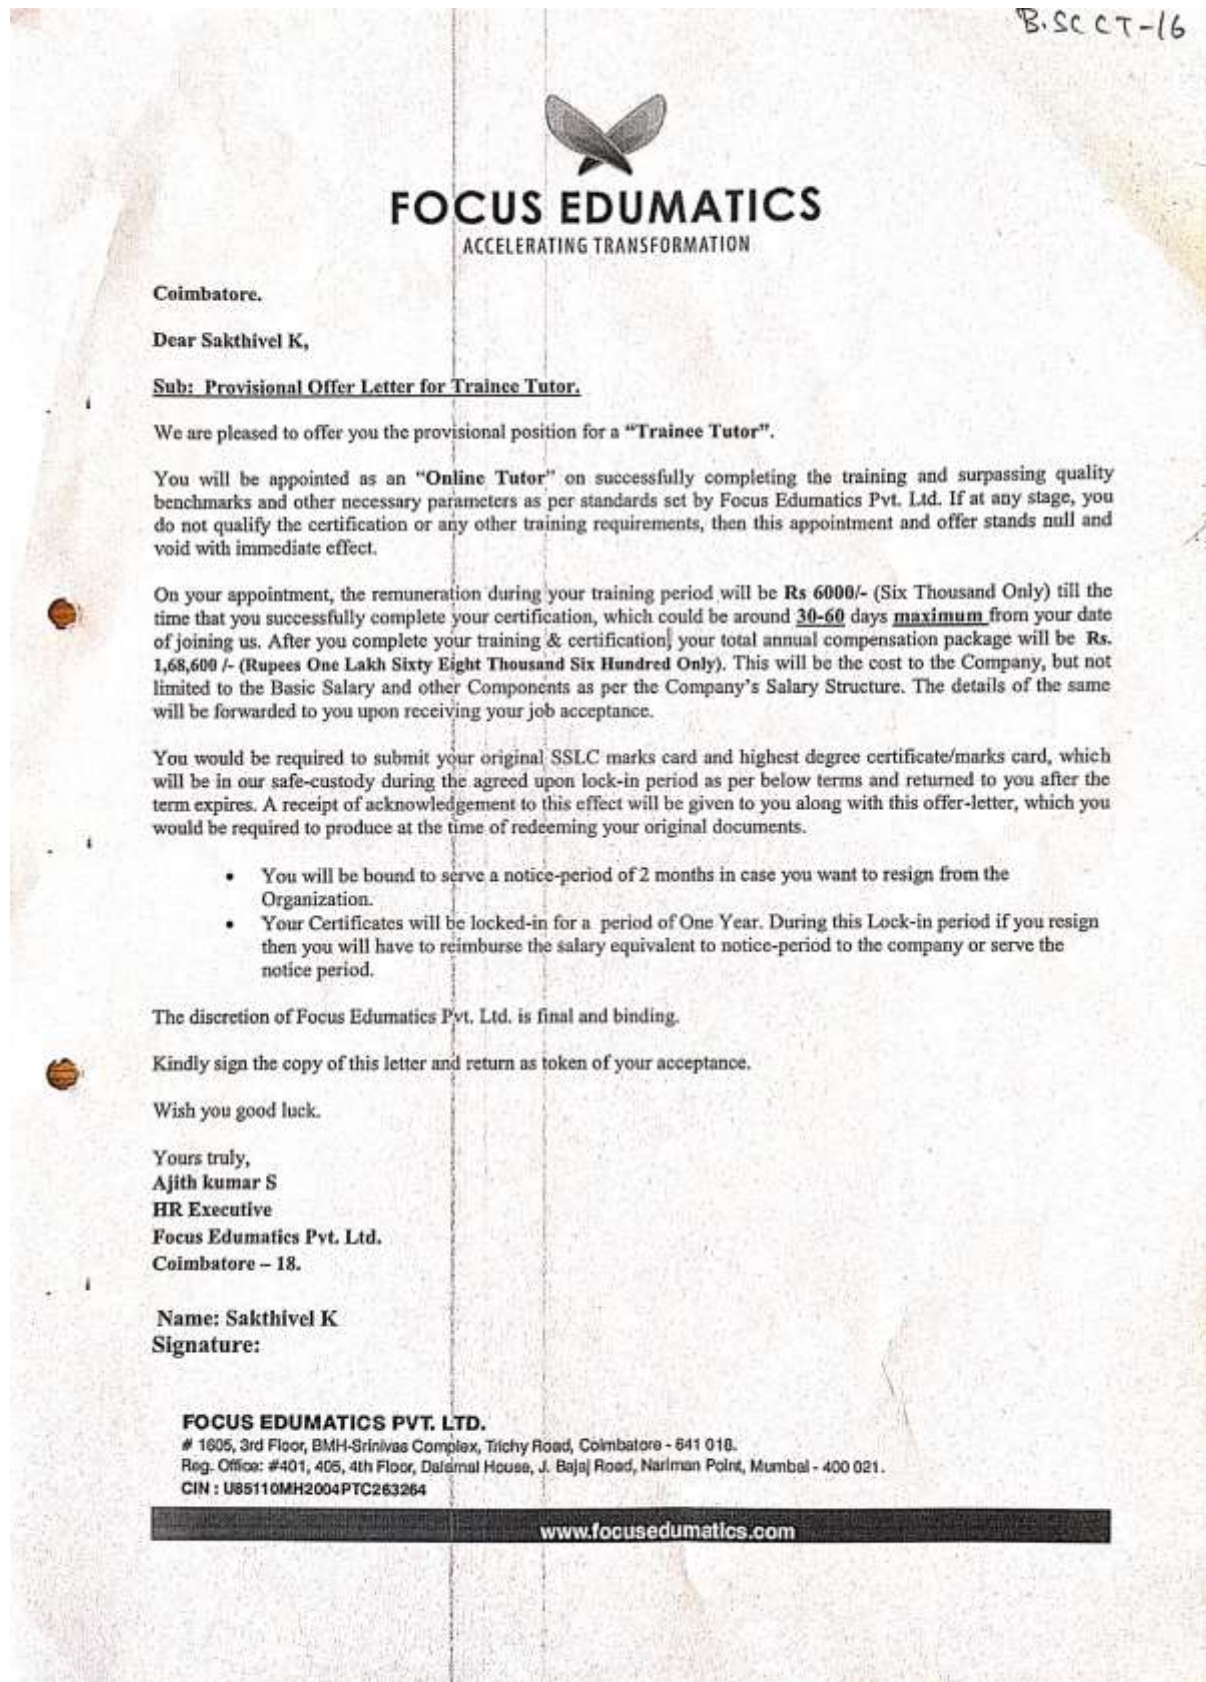 B.SC CT-16
FOCUS EDUMATICS
ACCELERATING TRANSFORMATION
Coimbatore.
Dear Sakthivel K,
Sub: Provisional Offer Letter for Trainee Tutor.
We are pleased to offer you the provisional position for a “Trainee Tutor”.
You will be appointed as an “Online Tutor” on successfully completing the training and surpassing quality
benchmarks and other necessary parameters as per standards set by Focus Edumatics Pvt. Ltd. If at any stage, you
do not qualify the certification or any other training requirements, then this appointment and offer stands null and
void with immediate effect.
On your appointment, the remuneration during your training period will be Rs 6000/- (Six Thousand Only) till the
time that you successfully complete your certification, which could be around 30-60 days maximum from your date
of joining us. After you complete your training & certification, your total annual compensation package will be Rs.
1,68,600 /- (Rupees One Lakh Sixty Eight Thousand Six Hundred Only). This will be the cost to the Company, but not
limited to the Basic Salary and other Components as per the Company’s Salary Structure. The details of the same
will be forwarded to you upon receiving your job acceptance.
You would be required to submit your original SSLC marks card and highest degree certificate/marks card, which
will be in our safe-custody during the agreed upon lock-in period as per below terms and returned to you after the
term expires. A receipt of acknowledgement to this effect will be given to you along with this offer-letter, which you
would be required to produce at the time of redeeming your original documents.
• You will be bound to serve a notice-period of 2 months in case you want to resign from the
Organization.
• Your Certificates will be locked-in for a period of One Year. During this Lock-in period if you resign
then you will have to reimburse the salary equivalent to notice-period to the company or serve the
notice period.
The discretion of Focus Edumatics Pvt. Ltd. is final and binding.
Kindly sign the copy of this letter and return as token of your acceptance.
Wish you good luck.
Yours truly,
Ajith kumar S
HR Executive
Focus Edumatics Pvt. Ltd.
Coimbatore – 18.
Name: Sakthivel K
Signature:
FOCUS EDUMATICS PVT. LTD.
# 1605, 3rd Floor, BMH-Srinivas Complex, Trichy Road, Coimbatore - 641 018.
Reg. Office: #401, 405, 4th Floor, Dalamal House, J. Bajaj Road, Nariman Point, Mumbai - 400 021.
CIN : U85110MH2004PTC263264
www.focusedumatics.com